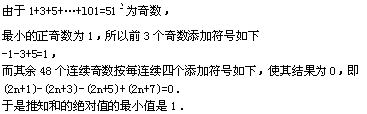 由于 1+3+5+…+101=51²为奇数，
最小的正奇数为 1，所以前 3 个奇数添加符号如下
-1-3+5=1，
而其余 48 个连续奇数按每连续四个添加符号如下，使其结果为 0，即
(2n+1)-(2n+3)-(2n+5)+(2n+7)=0．
于是推知和的绝对值的最小值是 1．